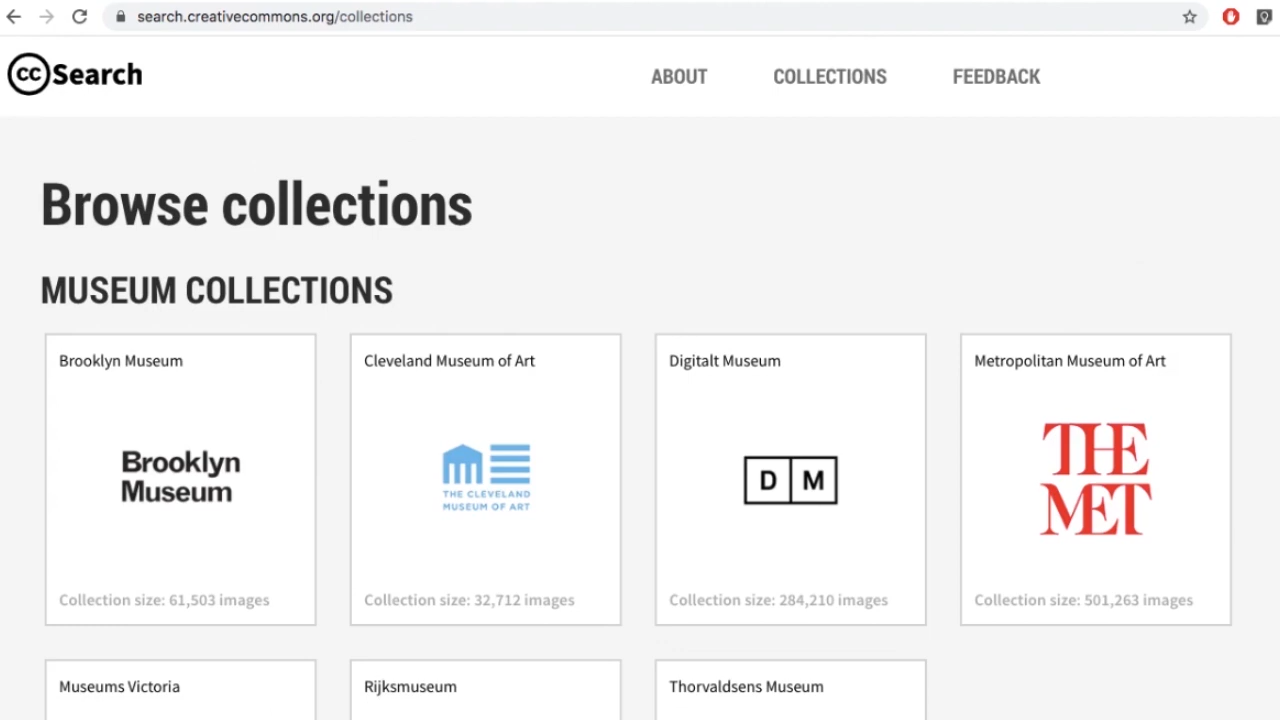 search.creativecommons.org/collections
cc Search
ABOUT
COLLECTIONS
FEEDBACK
Browse collections
MUSEUM COLLECTIONS
Brooklyn Museum
Brooklyn
Museum
Collection size: 61,503 images
Cleveland Museum of Art
THE CLEVELAND
MUSEUM OF ART
Collection size: 32,712 images
Digitalt Museum
D M
Collection size: 284,210 images
Metropolitan Museum of Art
THE
MET
Collection size: 501,263 images
Museums Victoria
Rijksmuseum
Thorvaldsens Museum